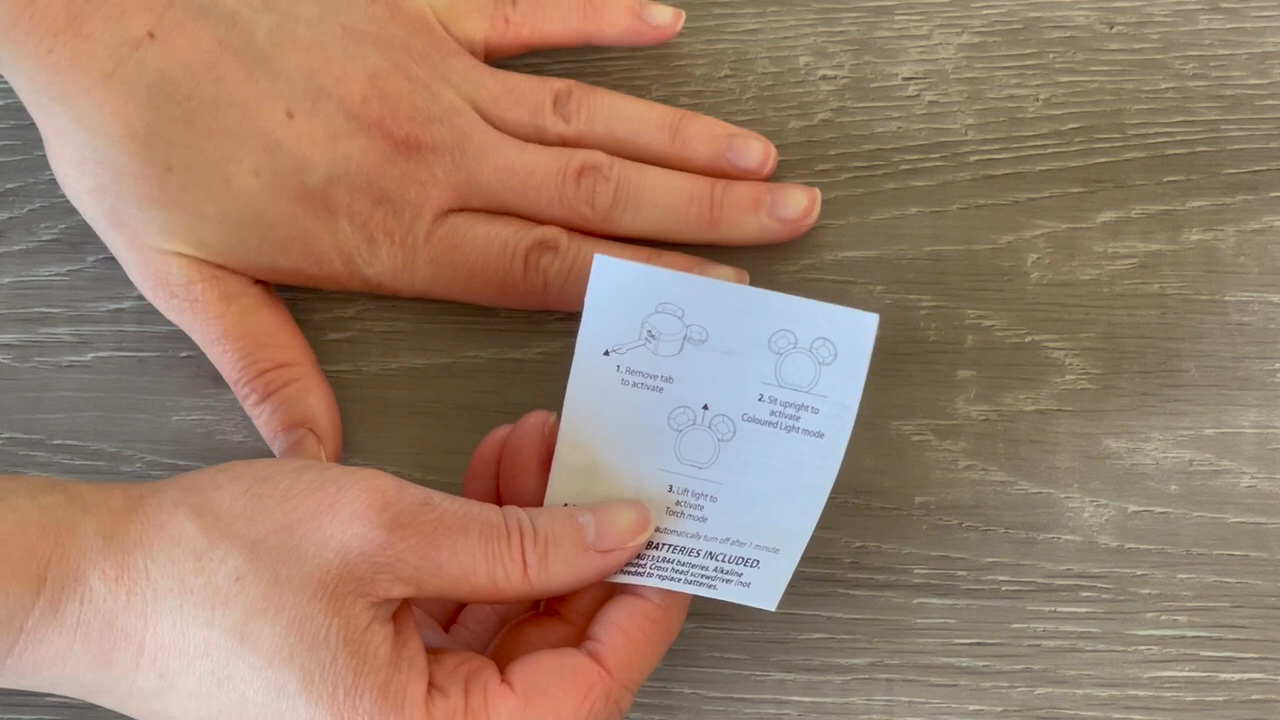 1. Remove tab
to activate
2. Sit upright to
activate
Coloured Light mode
3. Lift light to
activate
Torch mode
automatically turn off after 1 minute.
BATTERIES INCLUDED.
AG13/LR44 batteries. Alkaline
Cross head screwdriver (not
needed to replace batteries.